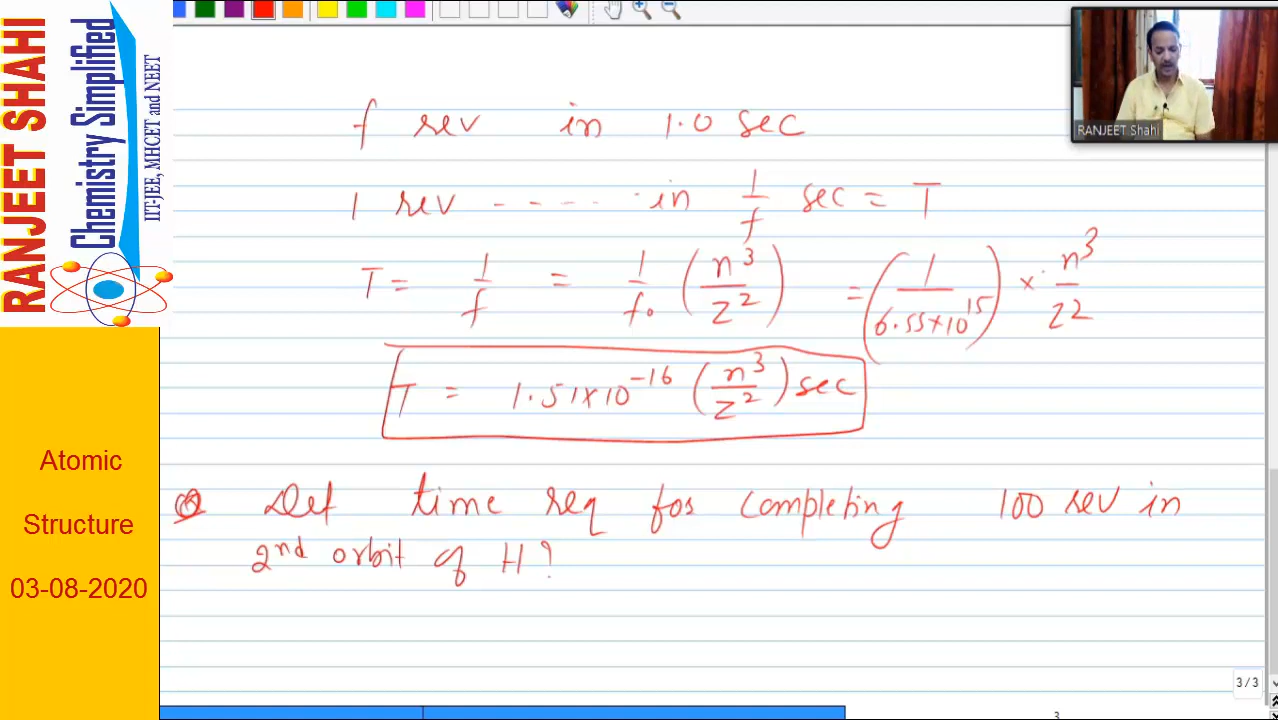 RANJEET SHAHI
Chemistry Simplified
IIT-JEE, MHCET and NEET
RANJEET Shahi
f rev in 1.0 sec
1 rev ------ in 1/f sec = T
T = 1/f = 1/f₀ (n³/Z²) = (1/6.55×10¹⁵) × n³/Z²
T = 1.51×10⁻¹⁶ (n³/Z²) sec
Atomic
Structure
03-08-2020
Q Det time req for completing 100 rev in
2nd orbit of H?
3/3
3